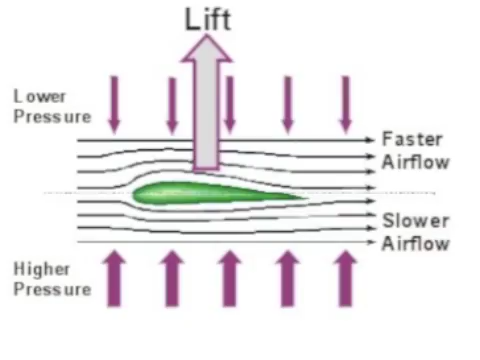 Lift
Lower
Pressure
Faster
Airflow
Slower
Airflow
Higher
Pressure